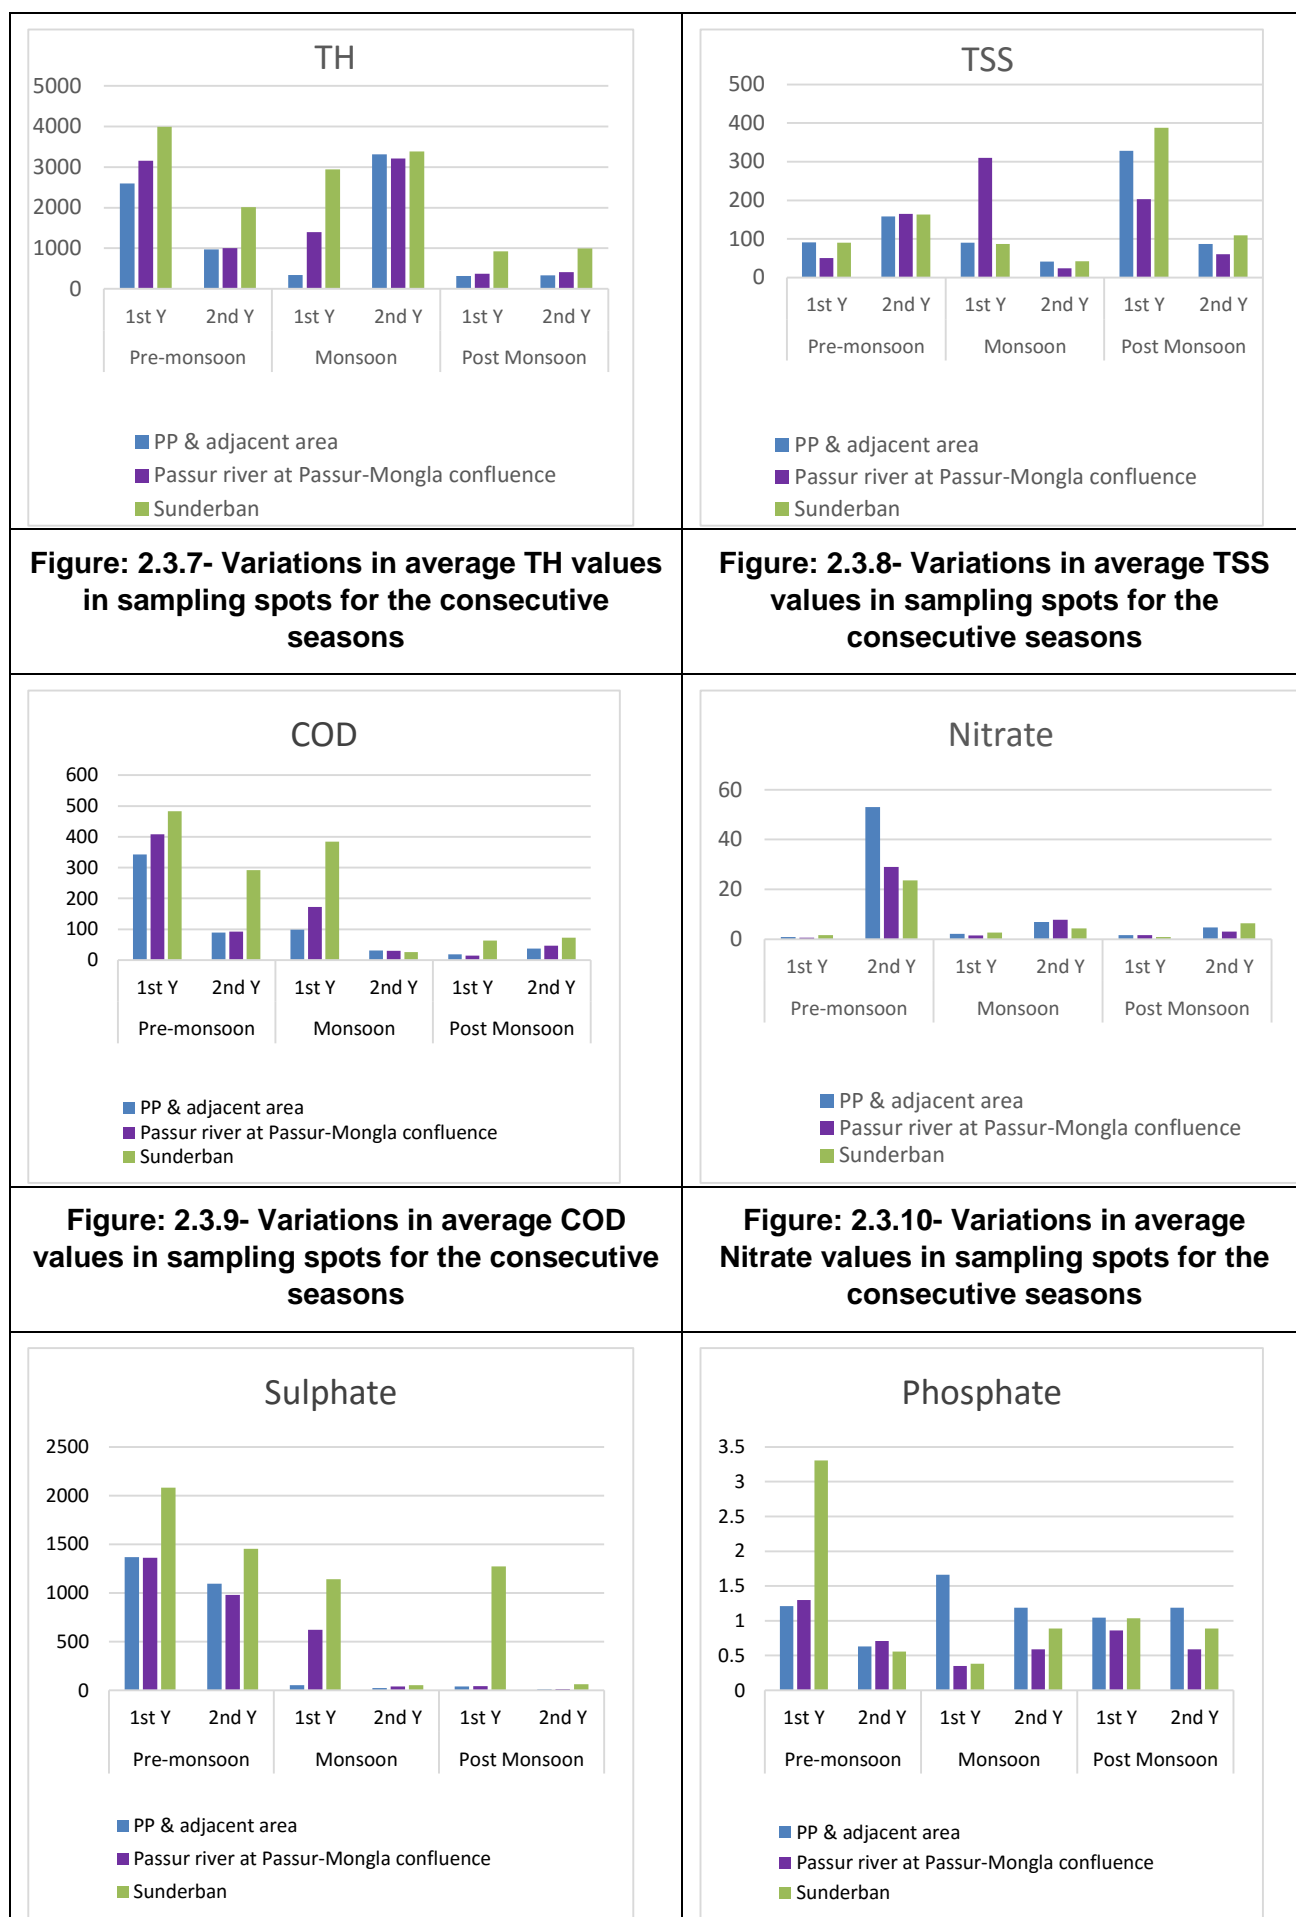 TH
5000
4000
3000
2000
1000
0
1st Y 2nd Y 1st Y 2nd Y 1st Y 2nd Y
Pre-monsoon Monsoon Post Monsoon
PP & adjacent area
Passur river at Passur-Mongla confluence
Sunderban
TSS
500
400
300
200
100
0
1st Y 2nd Y 1st Y 2nd Y 1st Y 2nd Y
Pre-monsoon Monsoon Post Monsoon
PP & adjacent area
Passur river at Passur-Mongla confluence
Sunderban
Figure: 2.3.7- Variations in average TH values
in sampling spots for the consecutive
seasons
Figure: 2.3.8- Variations in average TSS
values in sampling spots for the
consecutive seasons
COD
600
500
400
300
200
100
0
1st Y 2nd Y 1st Y 2nd Y 1st Y 2nd Y
Pre-monsoon Monsoon Post Monsoon
PP & adjacent area
Passur river at Passur-Mongla confluence
Sunderban
Nitrate
60
40
20
0
1st Y 2nd Y 1st Y 2nd Y 1st Y 2nd Y
Pre-monsoon Monsoon Post Monsoon
PP & adjacent area
Passur river at Passur-Mongla confluence
Sunderban
Figure: 2.3.9- Variations in average COD
values in sampling spots for the consecutive
seasons
Figure: 2.3.10- Variations in average
Nitrate values in sampling spots for the
consecutive seasons
Sulphate
2500
2000
1500
1000
500
0
1st Y 2nd Y 1st Y 2nd Y 1st Y 2nd Y
Pre-monsoon Monsoon Post Monsoon
PP & adjacent area
Passur river at Passur-Mongla confluence
Sunderban
Phosphate
3.5
3
2.5
2
1.5
1
0.5
0
1st Y 2nd Y 1st Y 2nd Y 1st Y 2nd Y
Pre-monsoon Monsoon Post Monsoon
PP & adjacent area
Passur river at Passur-Mongla confluence
Sunderban